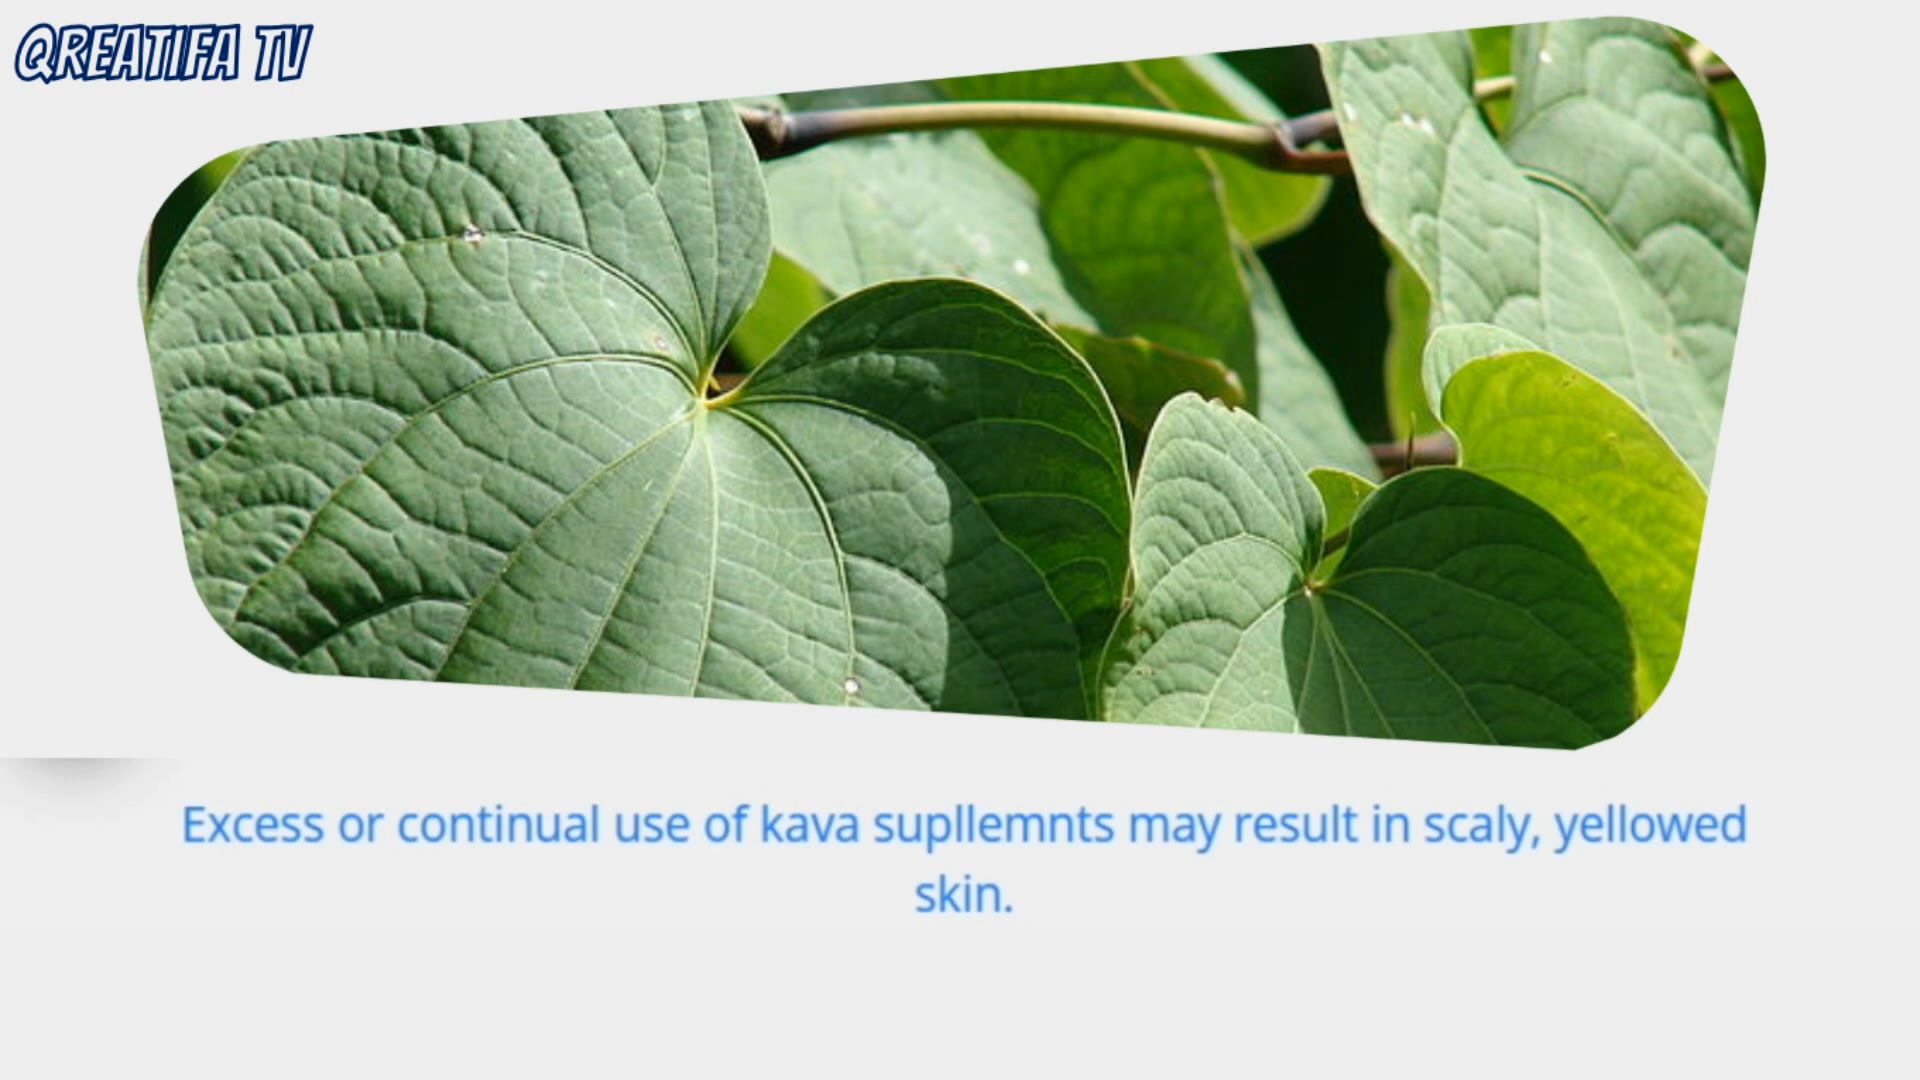 QREATIFA TV
Excess or continual use of kava supllemnts may result in scaly, yellowed
skin.